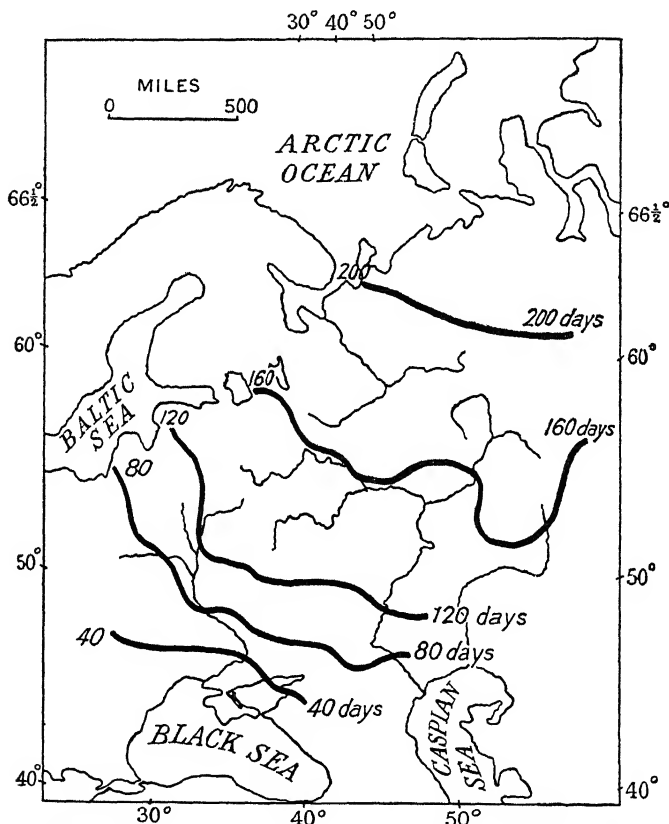 30° 40° 50°
MILES
0 500
ARCTIC
OCEAN
66½° 66½°
200
200 days
60° 60°
160
BALTIC
SEA
120
160 days
80
50° 50°
120 days
40
80 days
40 days
BLACK SEA
CASPIAN
SEA
40° 40°
30° 40° 50°